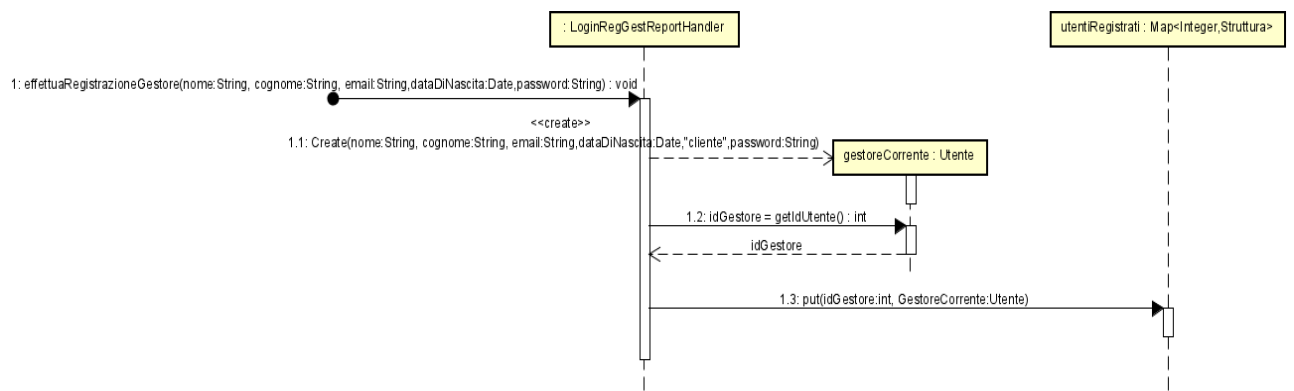 : LoginRegGestReportHandler
utentiRegistrati : Map<Integer,Struttura>
1: effettuaRegistrazioneGestore(nome:String, cognome:String, email:String,dataDiNascita:Date,password:String) : void
<<create>>
1.1: Create(nome:String, cognome:String, email:String,dataDiNascita:Date,"cliente",password:String)
gestoreCorrente : Utente
1.2: idGestore = getIdUtente() : int
idGestore
1.3: put(idGestore:int, GestoreCorrente:Utente)